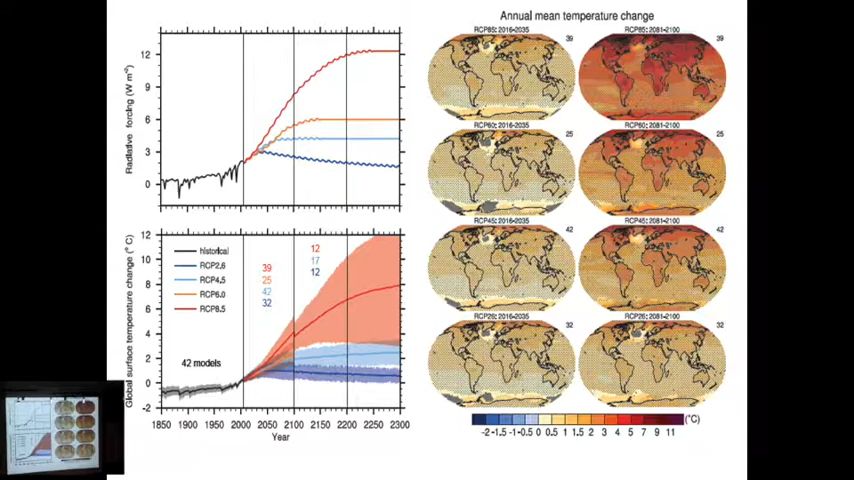 Radiative forcing (W m⁻²)
12
9
6
3
0
Global surface temperature change (° C)
12
10
8
6
4
2
0
-2
historical
RCP2.6
RCP4.5
RCP6.0
RCP8.5
39
25
42
32
12
17
12
42 models
1850 1900 1950 2000 2050 2100 2150 2200 2250 2300
Year
Annual mean temperature change
RCP85: 2016-2035
39
RCP85: 2081-2100
39
RCP60: 2016-2035
25
RCP60: 2081-2100
25
RCP45: 2016-2035
42
RCP45: 2081-2100
42
RCP26: 2016-2035
32
RCP26: 2081-2100
32
(°C)
-2 -1.5 -1 -0.5 0 0.5 1 1.5 2 3 4 5 7 9 11